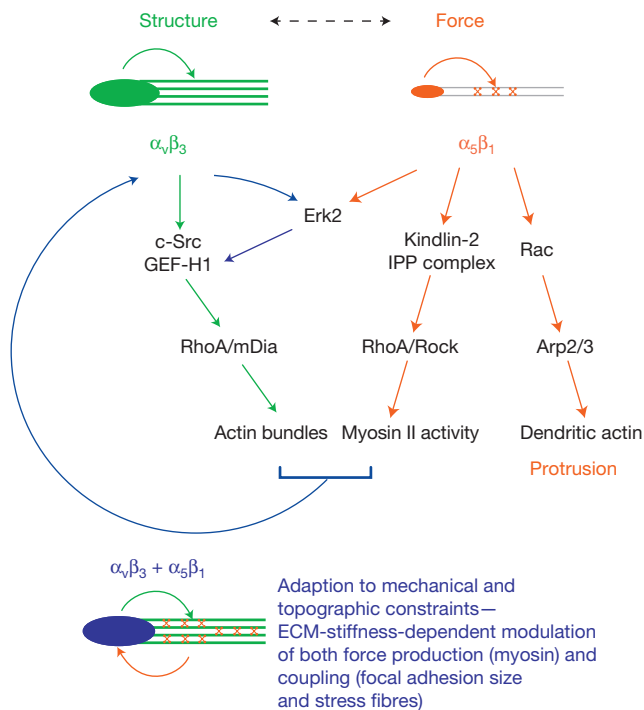 Structure
Force
αvβ3
α5β1
Erk2
c-Src
GEF-H1
Kindlin-2
IPP complex
Rac
RhoA/mDia
RhoA/Rock
Arp2/3
Actin bundles
Myosin II activity
Dendritic actin
Protrusion
αvβ3 + α5β1
Adaption to mechanical and
topographic constraints—
ECM-stiffness-dependent modulation
of both force production (myosin) and
coupling (focal adhesion size
and stress fibres)